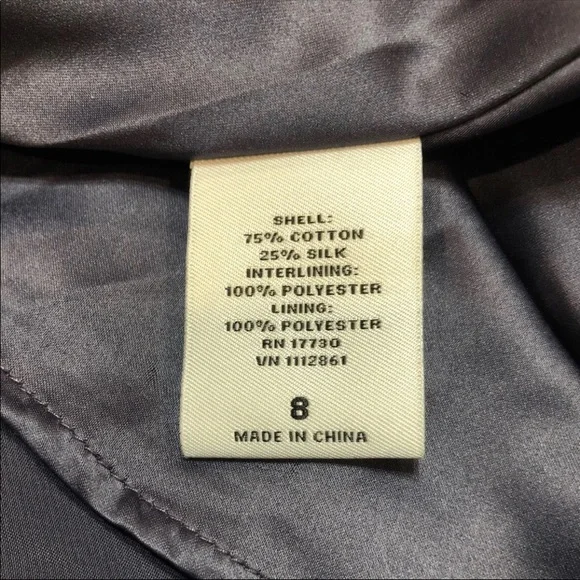 SHELL:
75% COTTON
25% SILK
INTERLINING:
100% POLYESTER
LINING:
100% POLYESTER
RN 17730
VN 1112861
8
MADE IN CHINA